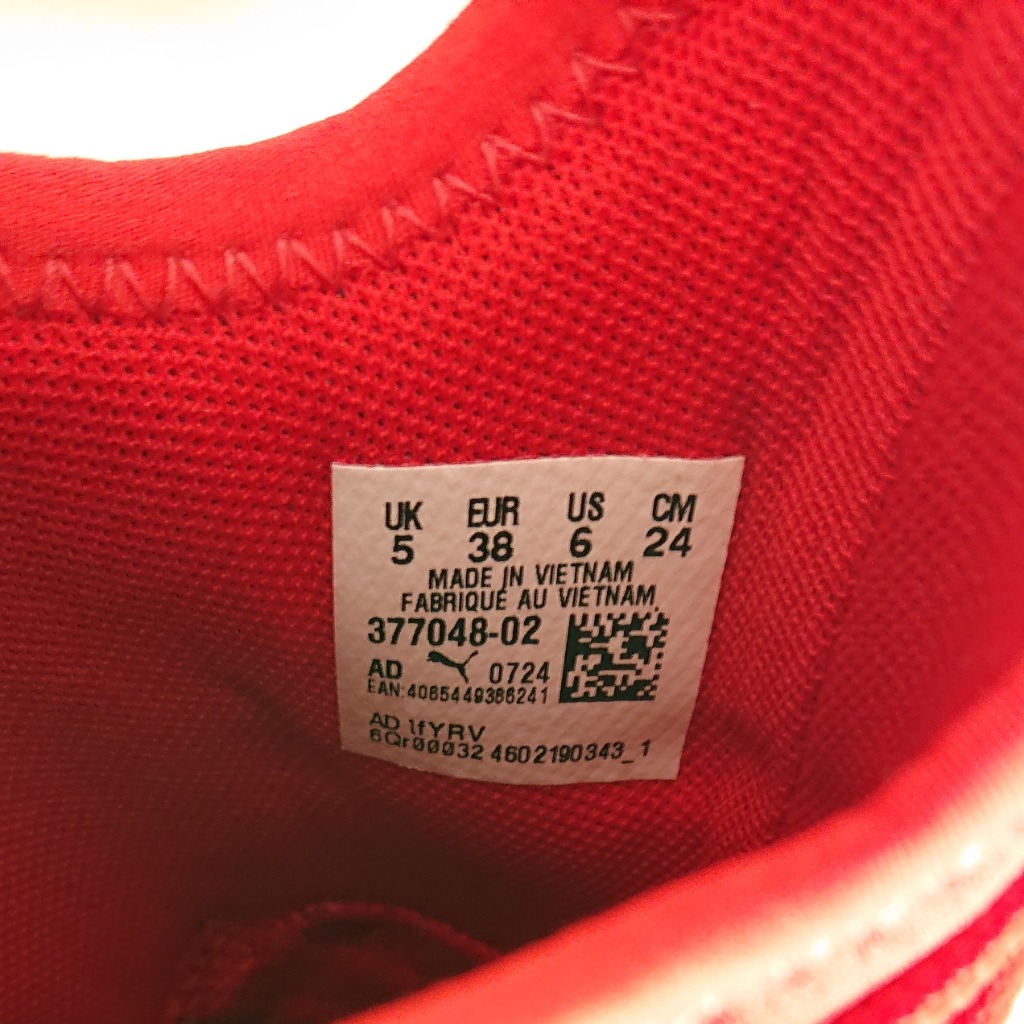 UK EUR US CM
5 38 6 24
MADE IN VIETNAM
FABRIQUÉ AU VIETNAM
377048-02
AD 0724
EAN:4065449386241
AD 1fYRV
6Qr00032 4602190343_1